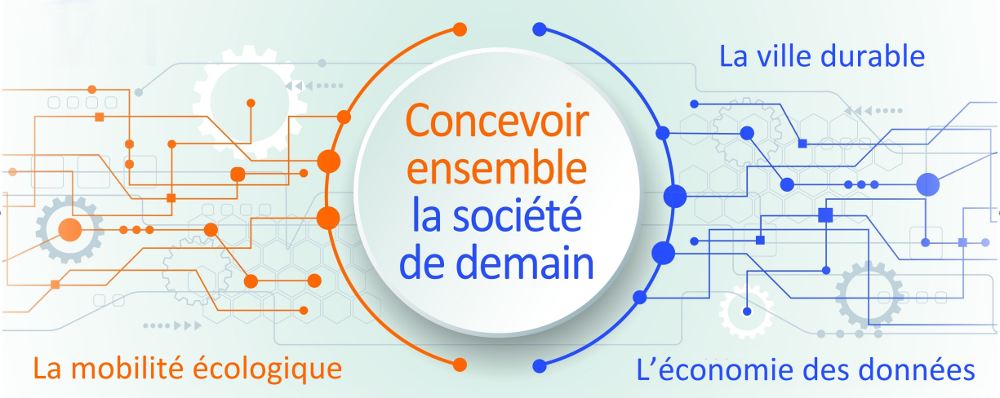 La ville durable
Concevoir
ensemble
la société
de demain
La mobilité écologique
L'économie des données